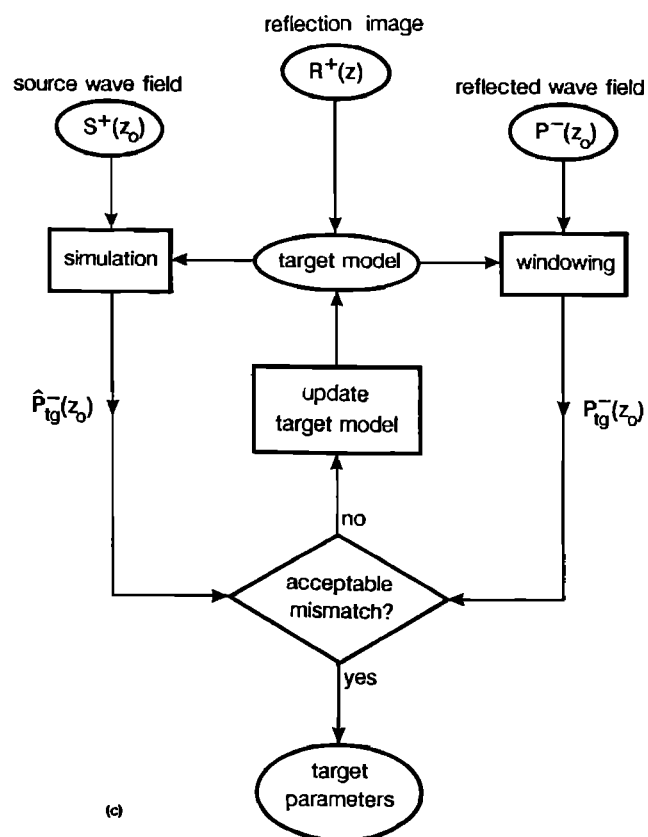 reflection image
R⁺(z)
source wave field
S⁺(z₀)
reflected wave field
P⁻(z₀)
simulation
target model
windowing
P̂⁻tg(z₀)
update
target model
P⁻tg(z₀)
no
acceptable
mismatch?
yes
target
parameters
(c)